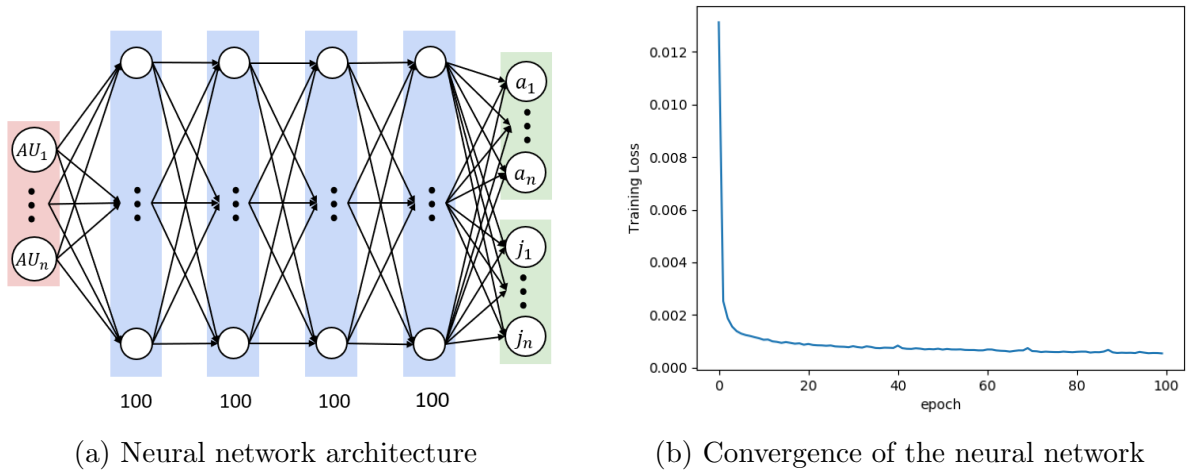 AU₁
AUₙ
a₁
aₙ
j₁
jₙ
100 100 100 100
(a) Neural network architecture
0.012
0.010
0.008
0.006
0.004
0.002
0.000
Training Loss
0 20 40 60 80 100
epoch
(b) Convergence of the neural network